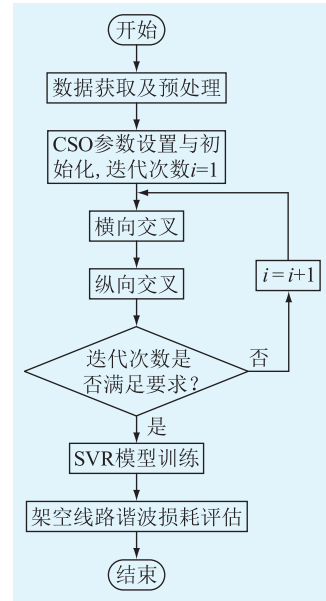 开始
数据获取及预处理
CSO参数设置与初
始化,迭代次数i=1
横向交叉
纵向交叉
i=i+1
迭代次数是
否满足要求?
否
是
SVR模型训练
架空线路谐波损耗评估
结束